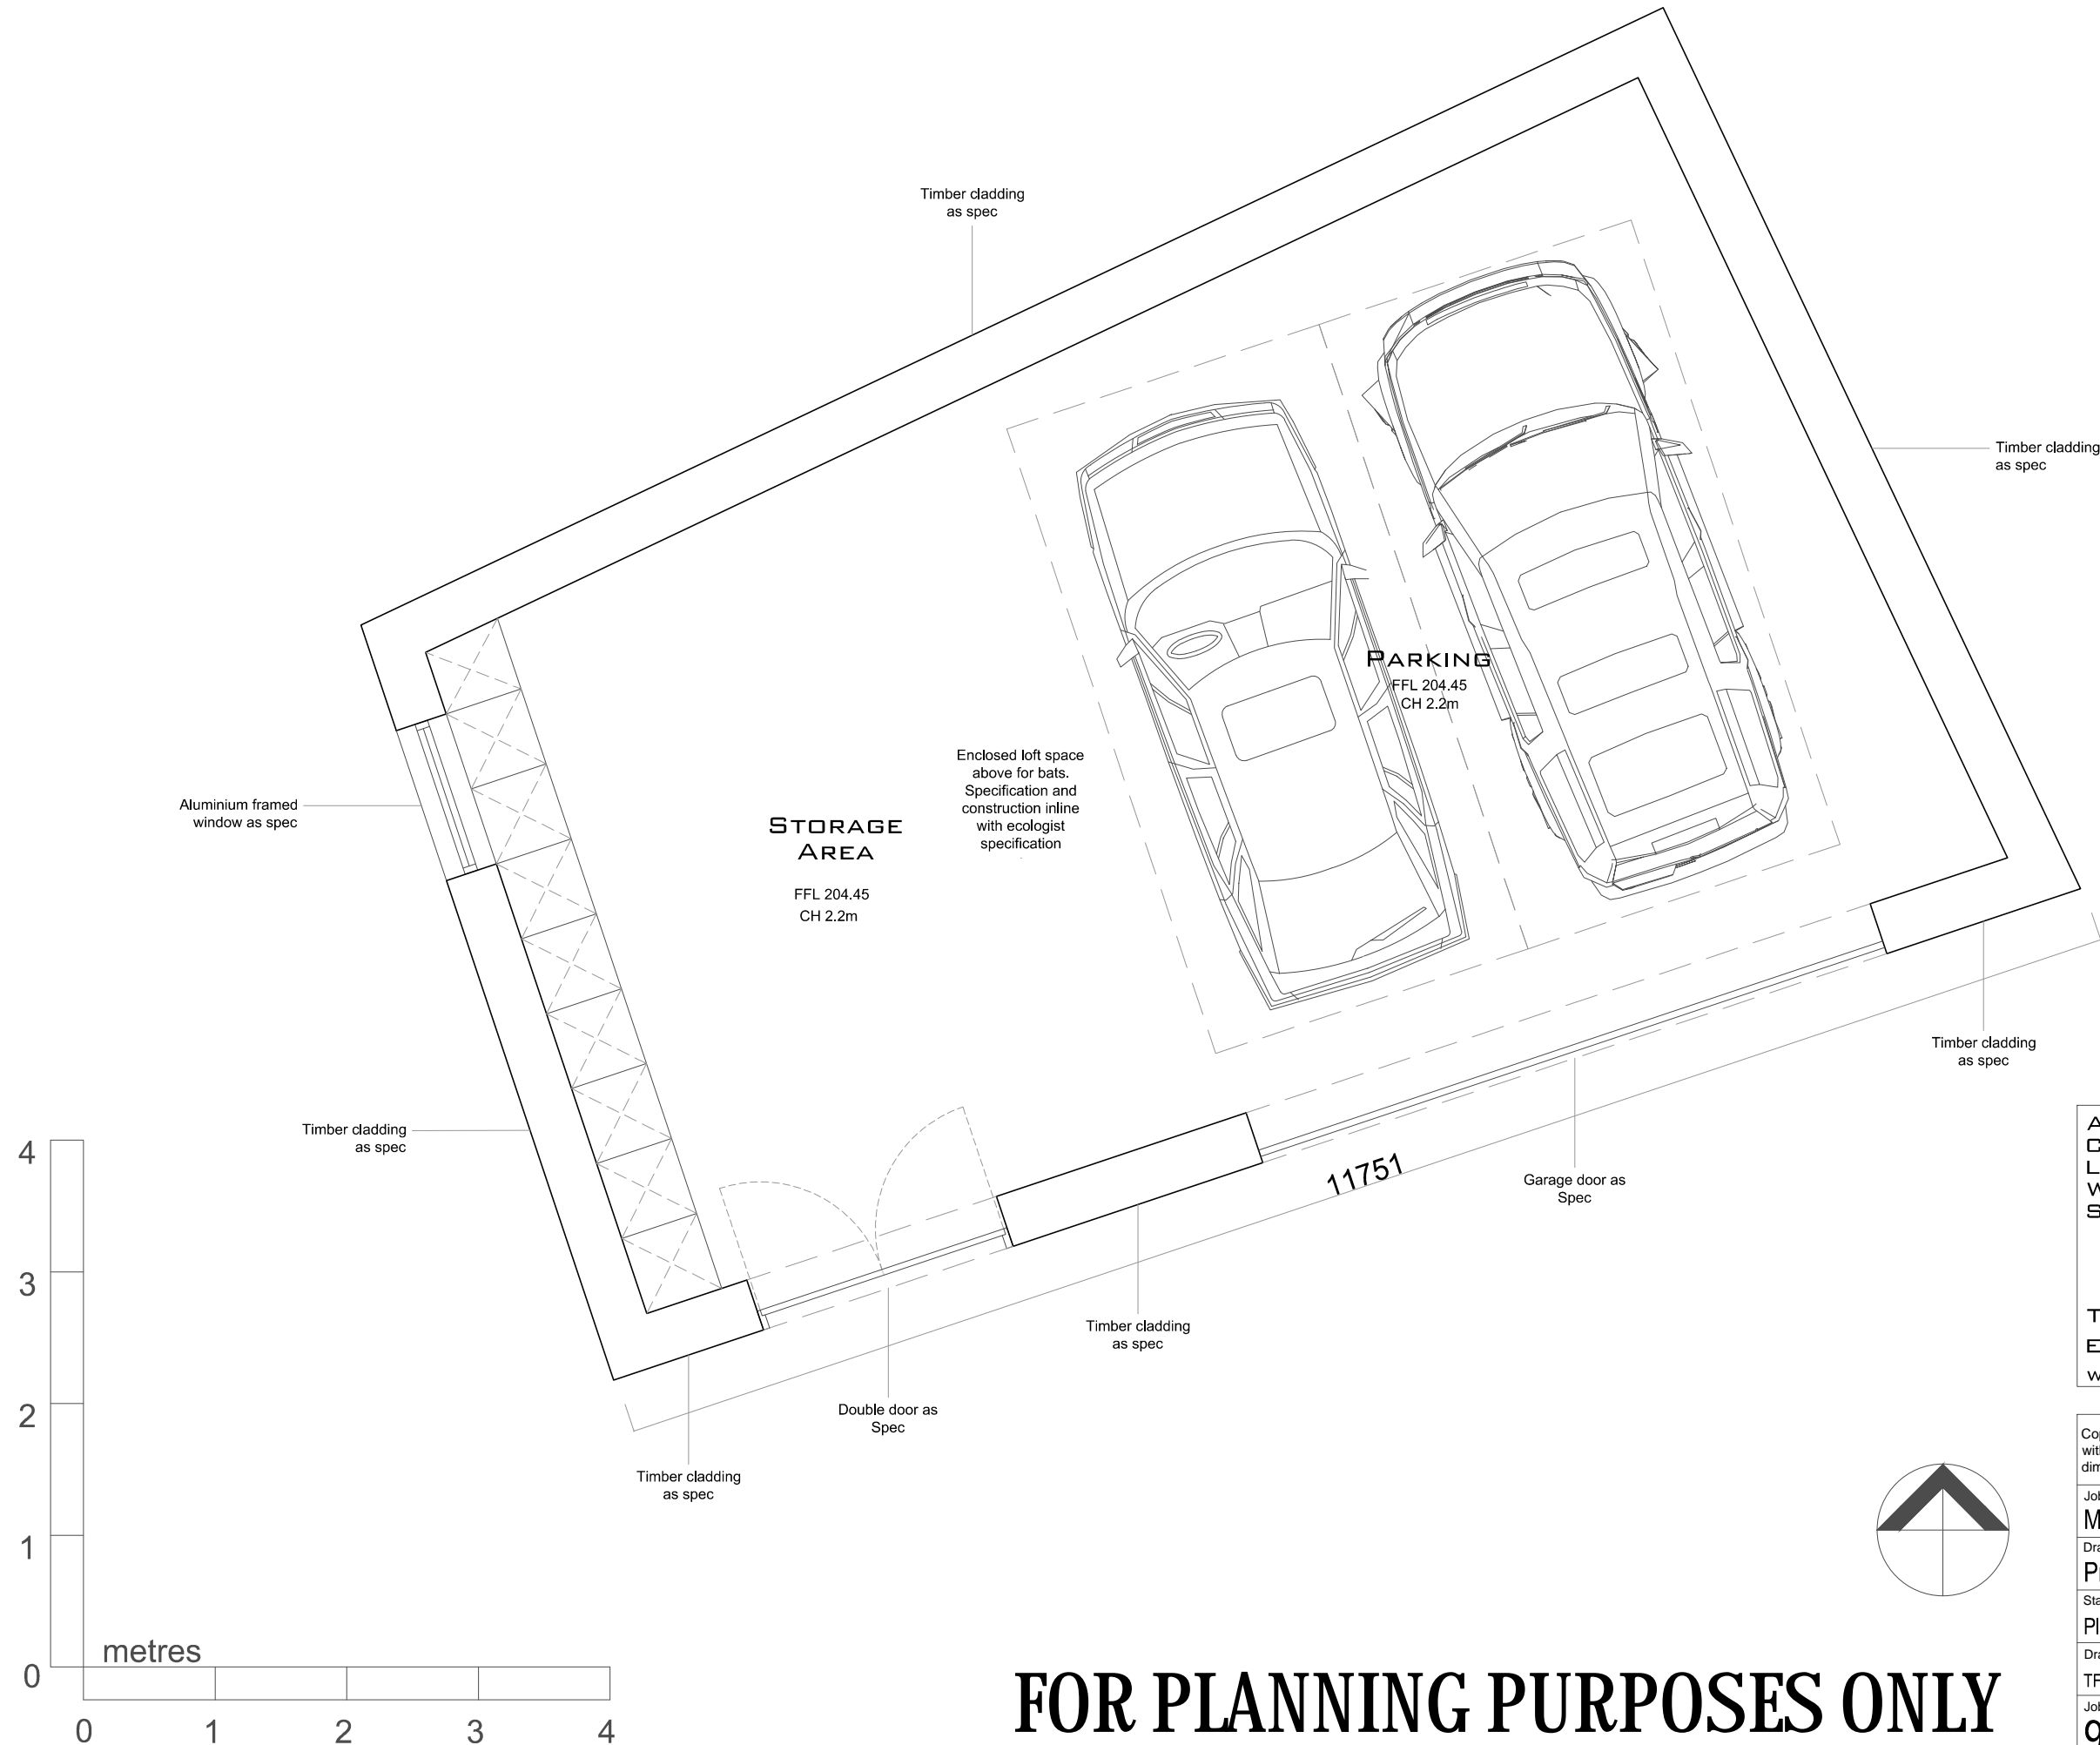 Timber cladding
as spec
Timber cladding
as spec
Aluminium framed
window as spec
STORAGE
AREA
FFL 204.45
CH 2.2m
Enclosed loft space
above for bats.
Specification and
construction inline
with ecologist
specification
PARKING
FFL 204.45
CH 2.2m
Timber cladding
as spec
Timber cladding
as spec
11751
Garage door as
Spec
Timber cladding
as spec
Double door as
Spec
Timber cladding
as spec
4
3
2
1
0
metres
0
1
2
3
4
FOR PLANNING PURPOSES ONLY